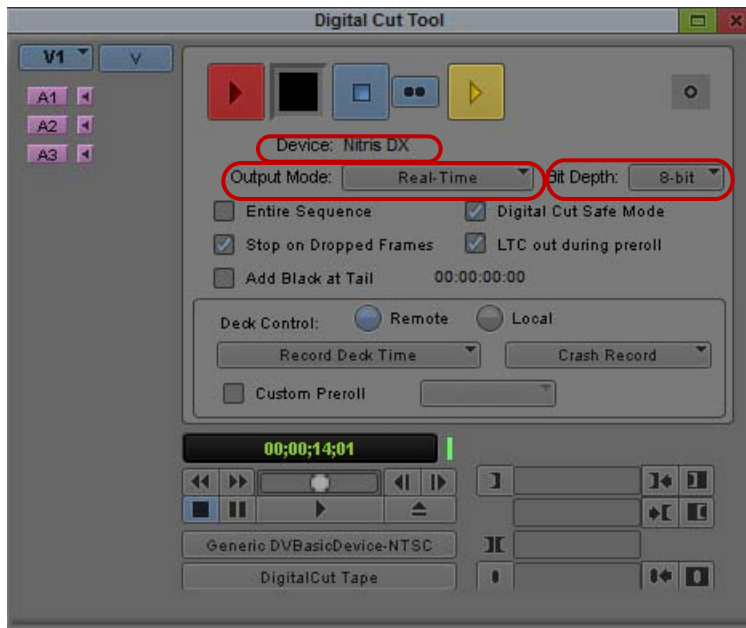 Digital Cut Tool
V1 V
A1
A2
A3
Device: Nitris DX
Output Mode: Real-Time Bit Depth: 8-bit
Entire Sequence Digital Cut Safe Mode
Stop on Dropped Frames LTC out during preroll
Add Black at Tail 00:00:00:00
Deck Control: Remote Local
Record Deck Time Crash Record
Custom Preroll
00;00;14;01
Generic DVBasicDevice-NTSC
DigitalCut Tape